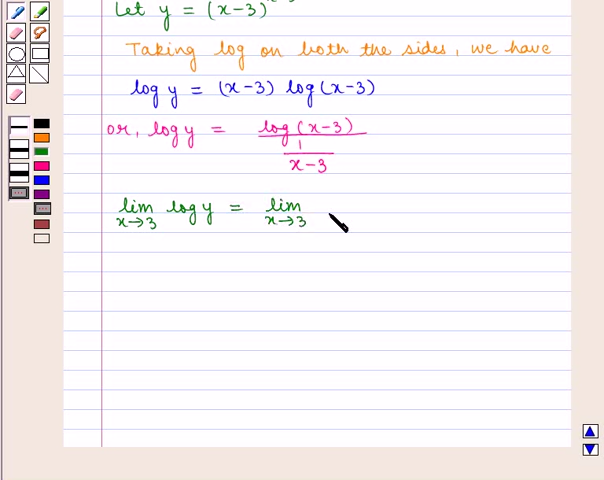 Let y = (x-3)
Taking log on both the sides, we have
log y = (x-3) log (x-3)
or, log y = log (x-3) / 1/(x-3)
lim x→3 log y = lim x→3